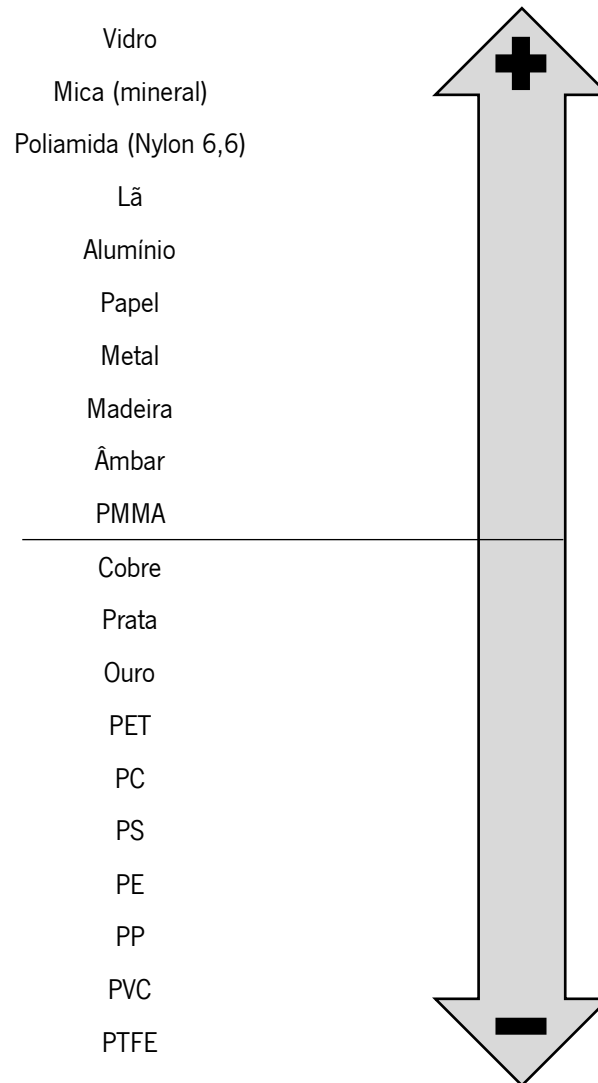 Vidro
Mica (mineral)
Poliamida (Nylon 6,6)
Lã
Alumínio
Papel
Metal
Madeira
Âmbar
PMMA
Cobre
Prata
Ouro
PET
PC
PS
PE
PP
PVC
PTFE